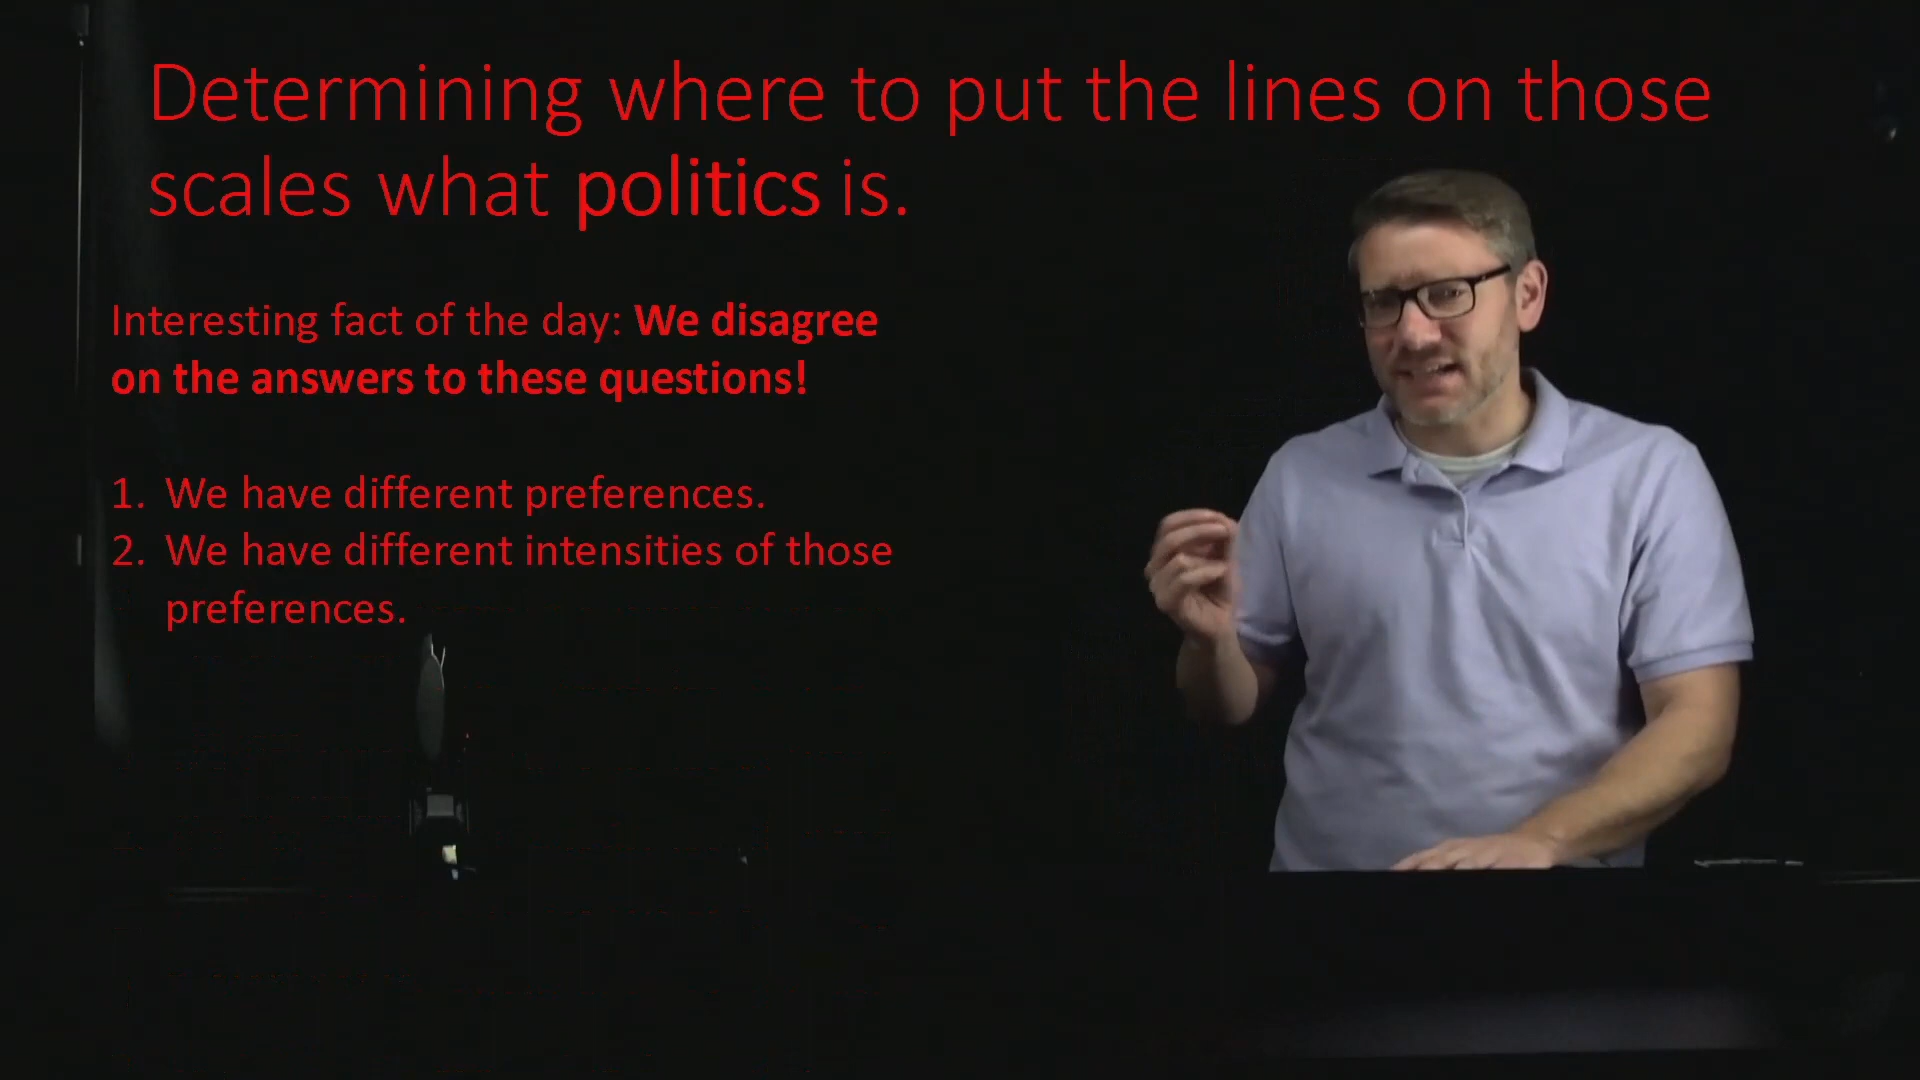 Determining where to put the lines on those
scales what politics is.
Interesting fact of the day: We disagree
on the answers to these questions!
1. We have different preferences.
2. We have different intensities of those
preferences.